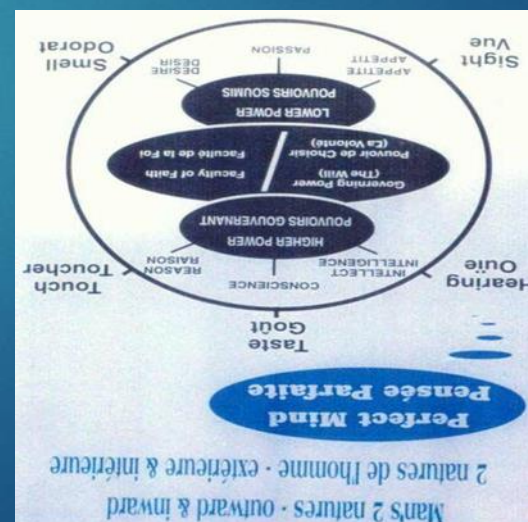 Man's 2 natures - outward & inward
2 natures de l'homme - extérieure & intérieure
Perfect Mind
Pensée Parfaite
Taste
Goût
Hearing
Ouïe
Touch
Toucher
CONSCIENCE
INTELLECT
INTELLIGENCE
REASON
RAISON
HIGHER POWER
POUVOIRS GOUVERNANT
Governing Power
(The Will)
Pouvoir de Choisir
(La Volonté)
Faculty of Faith
Faculté de la Foi
LOWER POWER
POUVOIRS SOUMIS
APPETITE
APPETIT
PASSION
DESIRE
DÉSIR
Sight
Vue
Smell
Odorat